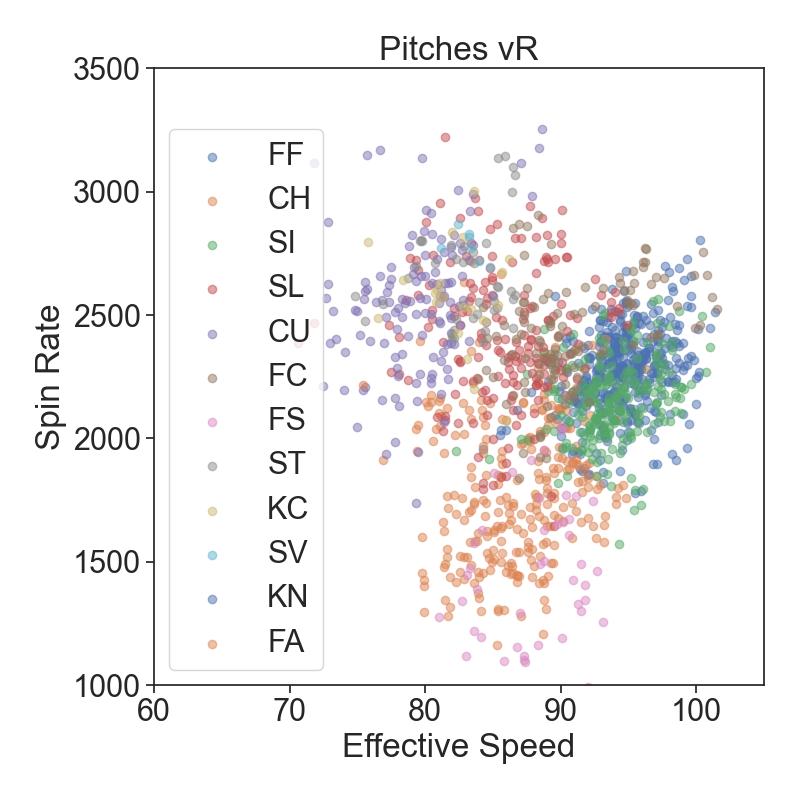 Pitches vR
3500
3000
2500
2000
1500
1000
Spin Rate
FF
CH
SI
SL
CU
FC
FS
ST
KC
SV
KN
FA
60 70 80 90 100
Effective Speed